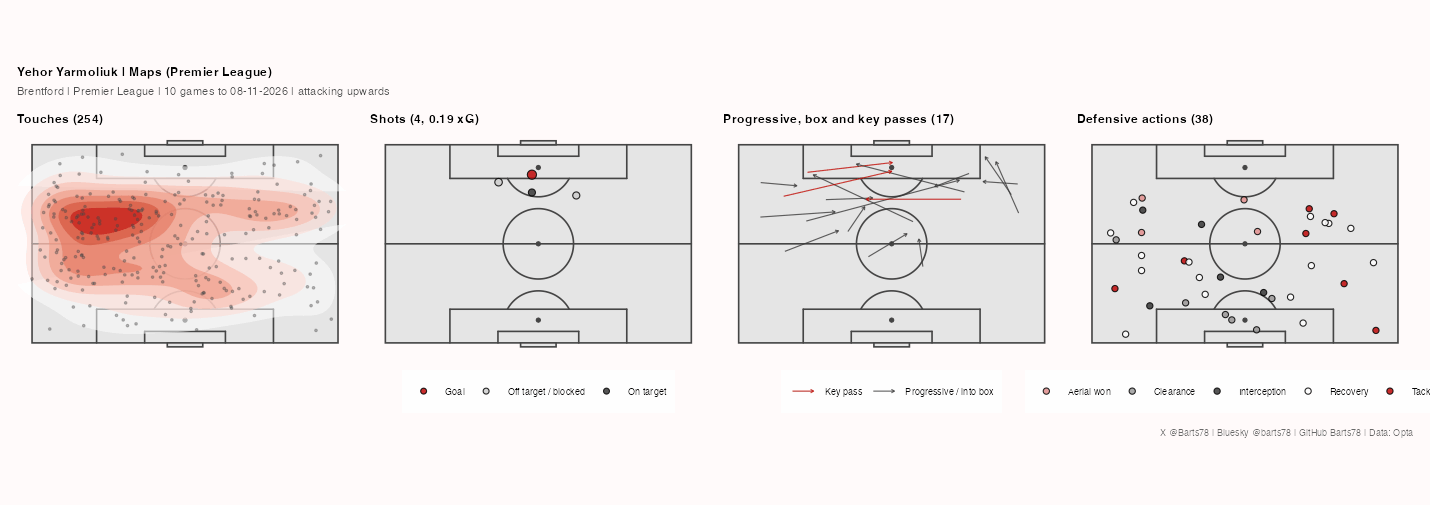 Yehor Yarmoliuk | Maps (Premier League)
Brentford | Premier League | 10 games to 08-11-2026 | attacking upwards
Touches (254)
Shots (4, 0.19 xG)
Progressive, box and key passes (17)
Defensive actions (38)
Goal
Off target / blocked
On target
Key pass
Progressive / into box
Aerial won
Clearance
Interception
Recovery
Tack
X @Barts78 | Bluesky @barts78 | GitHub Barts78 | Data: Opta